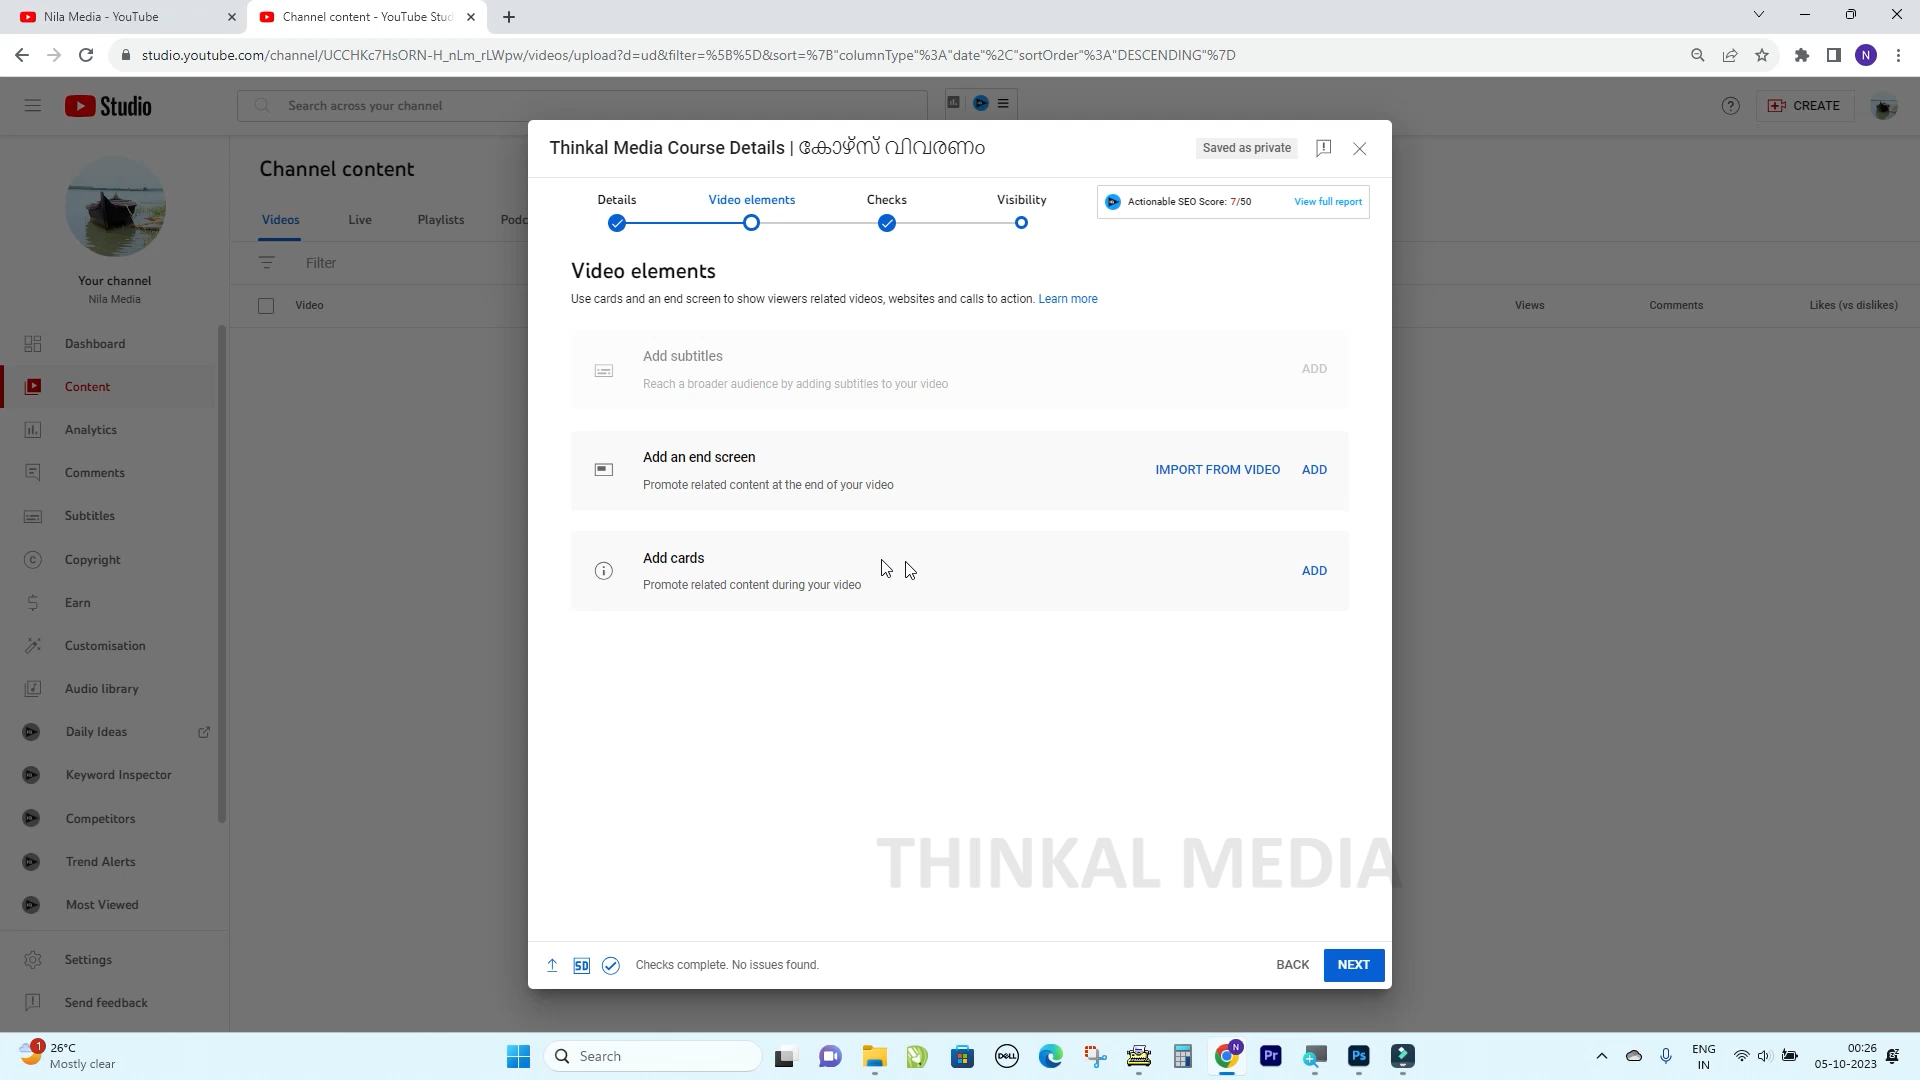 Nila Media - YouTube
Channel content - YouTube Stud
studio.youtube.com/channel/UCCHKc7HsORN-H_nLm_rLWpw/videos/upload?d=ud&filter=%5B%5D&sort=%7B"columnType"%3A"date"%2C"sortOrder"%3A"DESCENDING"%7D
N
Studio
Search across your channel
CREATE
Your channel
Nila Media
Dashboard
Content
Analytics
Comments
Subtitles
Copyright
Earn
Customisation
Audio library
Daily Ideas
Keyword Inspector
Competitors
Trend Alerts
Most Viewed
Settings
Send feedback
Channel content
Videos
Live
Playlists
Podc
Filter
Video
Views
Comments
Likes (vs dislikes)
Thinkal Media Course Details | കോഴ്സ് വിവരണം
Saved as private
Details
Video elements
Checks
Visibility
Actionable SEO Score: 7/50
View full report
Video elements
Use cards and an end screen to show viewers related videos, websites and calls to action. Learn more
Add subtitles
Reach a broader audience by adding subtitles to your video
ADD
Add an end screen
Promote related content at the end of your video
IMPORT FROM VIDEO
ADD
Add cards
Promote related content during your video
ADD
THINKAL MEDIA
SD
Checks complete. No issues found.
BACK
NEXT
1
26°C
Mostly clear
Search
DELL
N
Pr
Ps
ENG
IN
00:26
05-10-2023